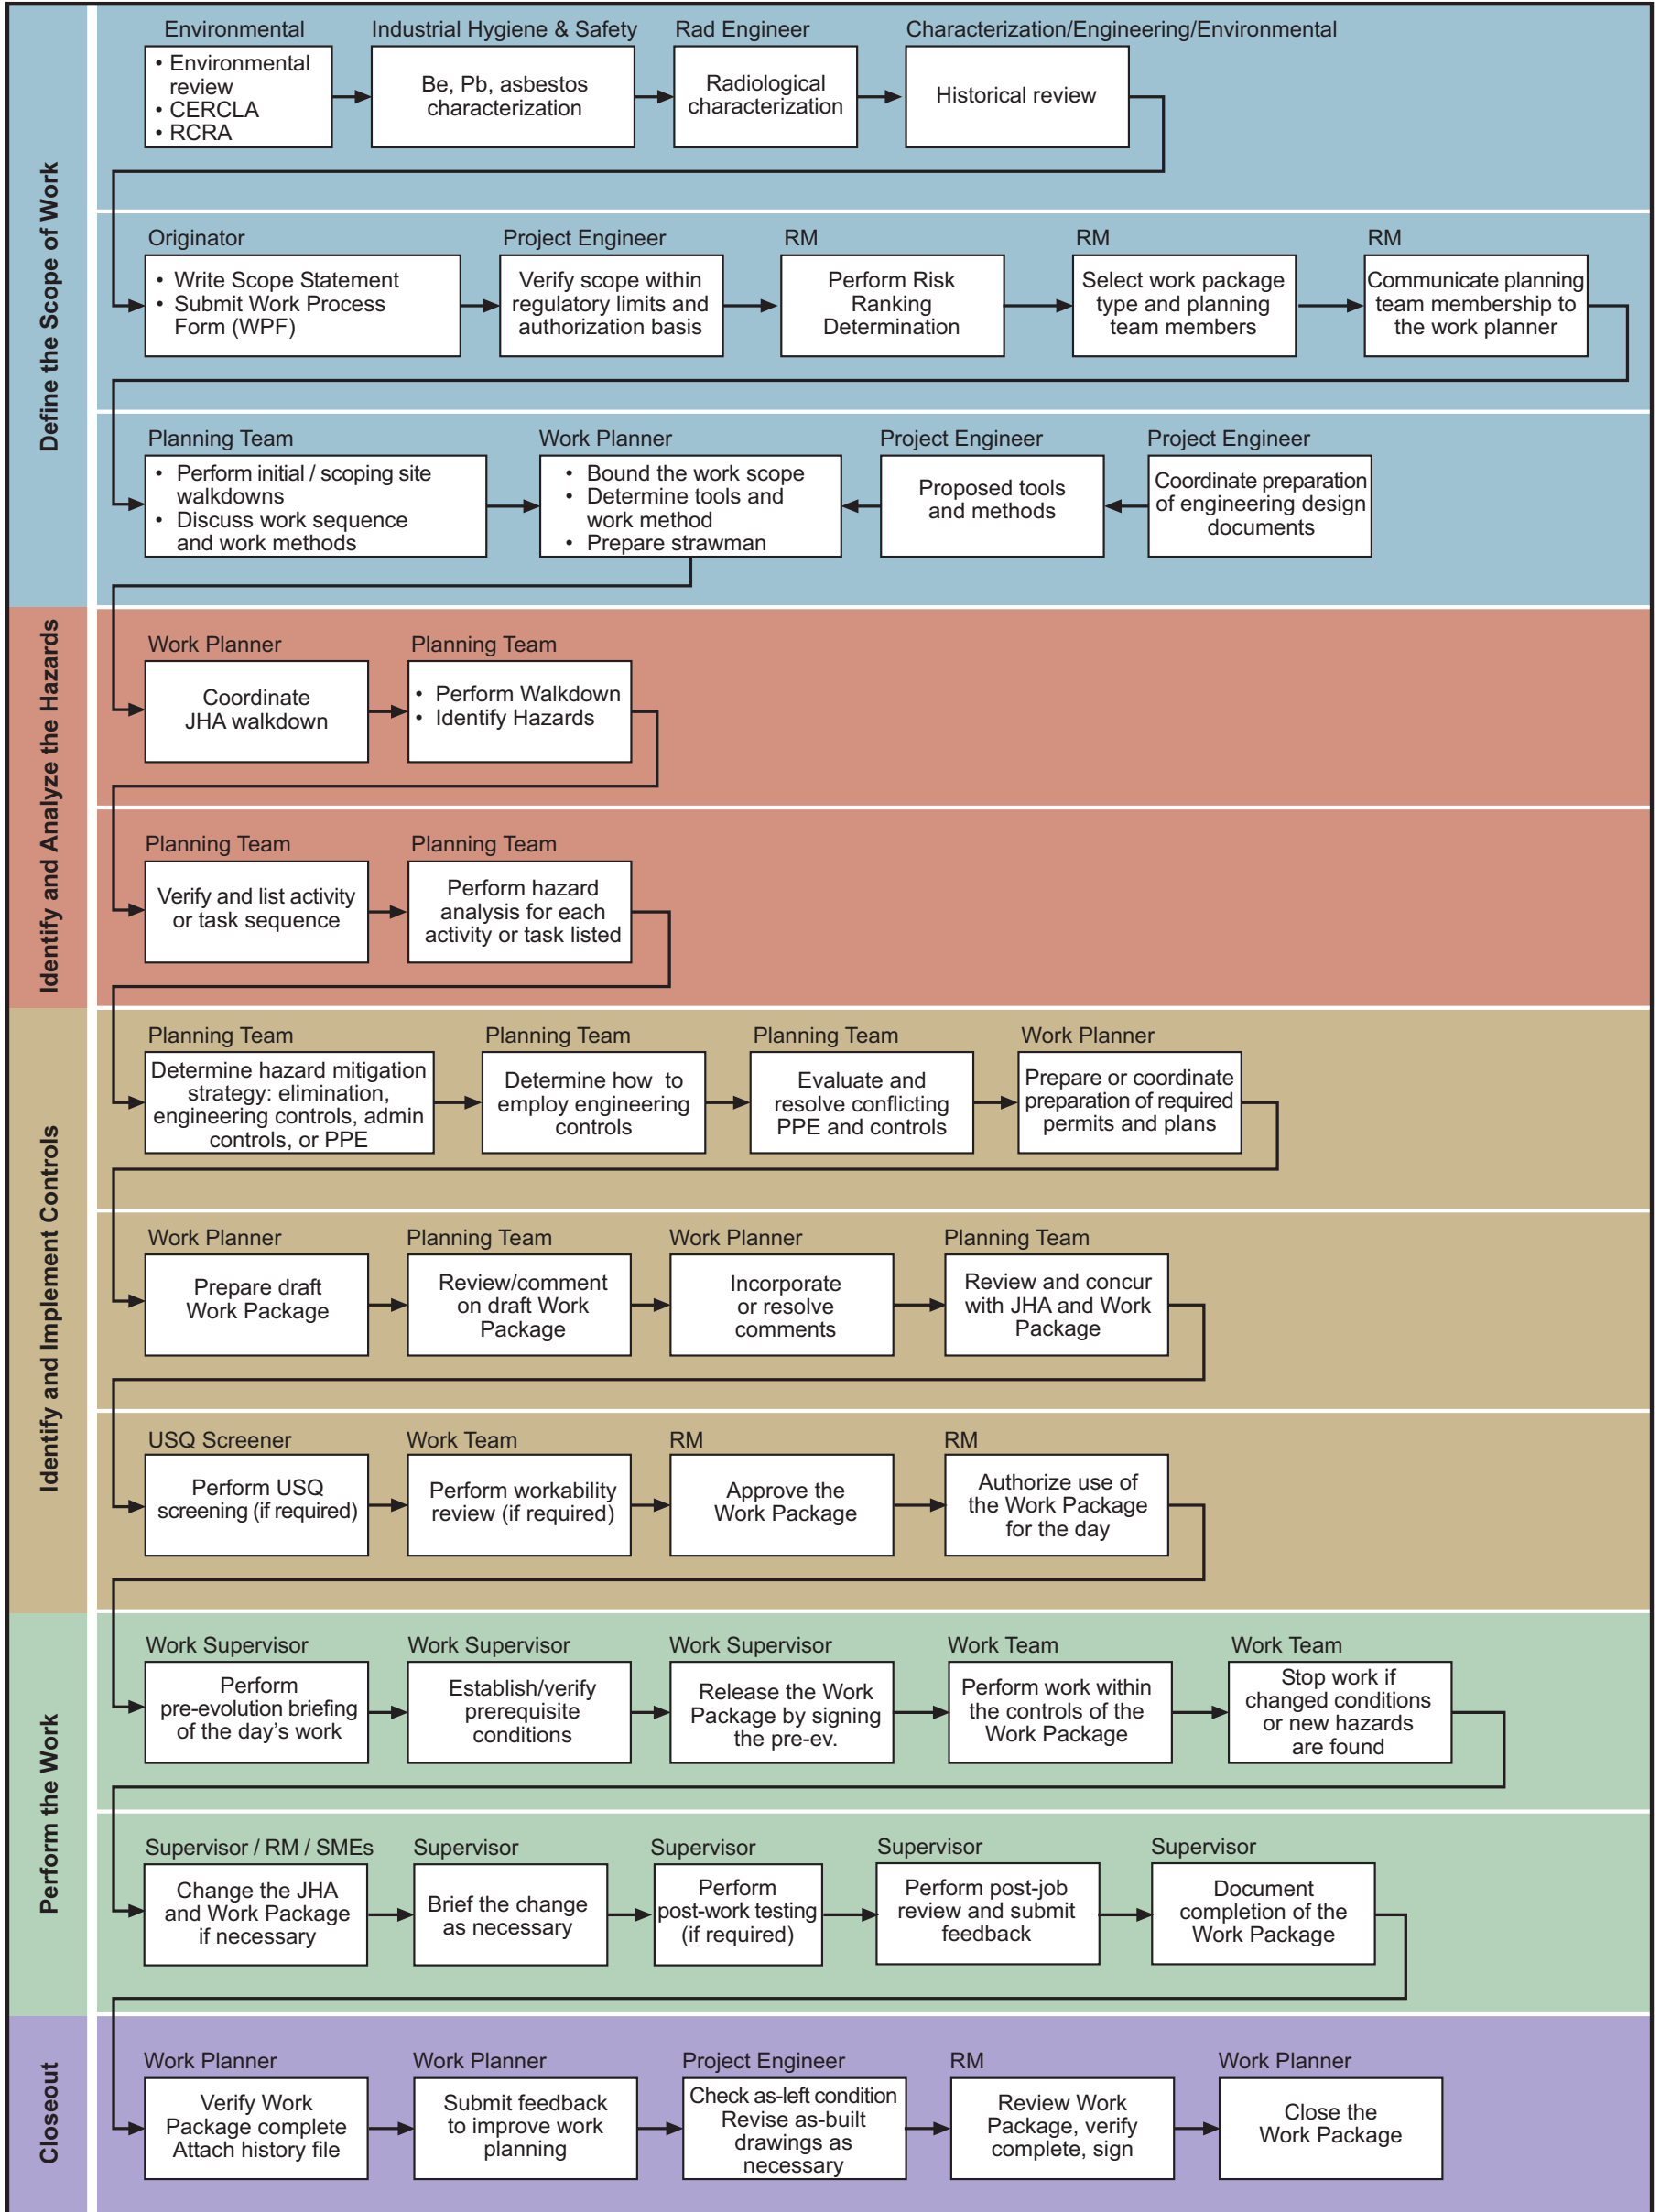 Define the Scope of Work
Environmental
• Environmental
review
• CERCLA
• RCRA
Industrial Hygiene & Safety
Be, Pb, asbestos
characterization
Rad Engineer
Radiological
characterization
Characterization/Engineering/Environmental
Historical review
Originator
• Write Scope Statement
• Submit Work Process
Form (WPF)
Project Engineer
Verify scope within
regulatory limits and
authorization basis
RM
Perform Risk
Ranking
Determination
RM
Select work package
type and planning
team members
RM
Communicate planning
team membership to
the work planner
Planning Team
• Perform initial / scoping site
walkdowns
• Discuss work sequence
and work methods
Work Planner
• Bound the work scope
• Determine tools and
work method
• Prepare strawman
Project Engineer
Proposed tools
and methods
Project Engineer
Coordinate preparation
of engineering design
documents
Identify and Analyze the Hazards
Work Planner
Coordinate
JHA walkdown
Planning Team
• Perform Walkdown
• Identify Hazards
Planning Team
Verify and list activity
or task sequence
Planning Team
Perform hazard
analysis for each
activity or task listed
Identify and Implement Controls
Planning Team
Determine hazard mitigation
strategy: elimination,
engineering controls, admin
controls, or PPE
Planning Team
Determine how to
employ engineering
controls
Planning Team
Evaluate and
resolve conflicting
PPE and controls
Work Planner
Prepare or coordinate
preparation of required
permits and plans
Work Planner
Prepare draft
Work Package
Planning Team
Review/comment
on draft Work
Package
Work Planner
Incorporate
or resolve
comments
Planning Team
Review and concur
with JHA and Work
Package
USQ Screener
Perform USQ
screening (if required)
Work Team
Perform workability
review (if required)
RM
Approve the
Work Package
RM
Authorize use of
the Work Package
for the day
Perform the Work
Work Supervisor
Perform
pre-evolution briefing
of the day's work
Work Supervisor
Establish/verify
prerequisite
conditions
Work Supervisor
Release the Work
Package by signing
the pre-ev.
Work Team
Perform work within
the controls of the
Work Package
Work Team
Stop work if
changed conditions
or new hazards
are found
Supervisor / RM / SMEs
Change the JHA
and Work Package
if necessary
Supervisor
Brief the change
as necessary
Supervisor
Perform
post-work testing
(if required)
Supervisor
Perform post-job
review and submit
feedback
Supervisor
Document
completion of the
Work Package
Closeout
Work Planner
Verify Work
Package complete
Attach history file
Work Planner
Submit feedback
to improve work
planning
Project Engineer
Check as-left condition
Revise as-built
drawings as
necessary
RM
Review Work
Package, verify
complete, sign
Work Planner
Close the
Work Package